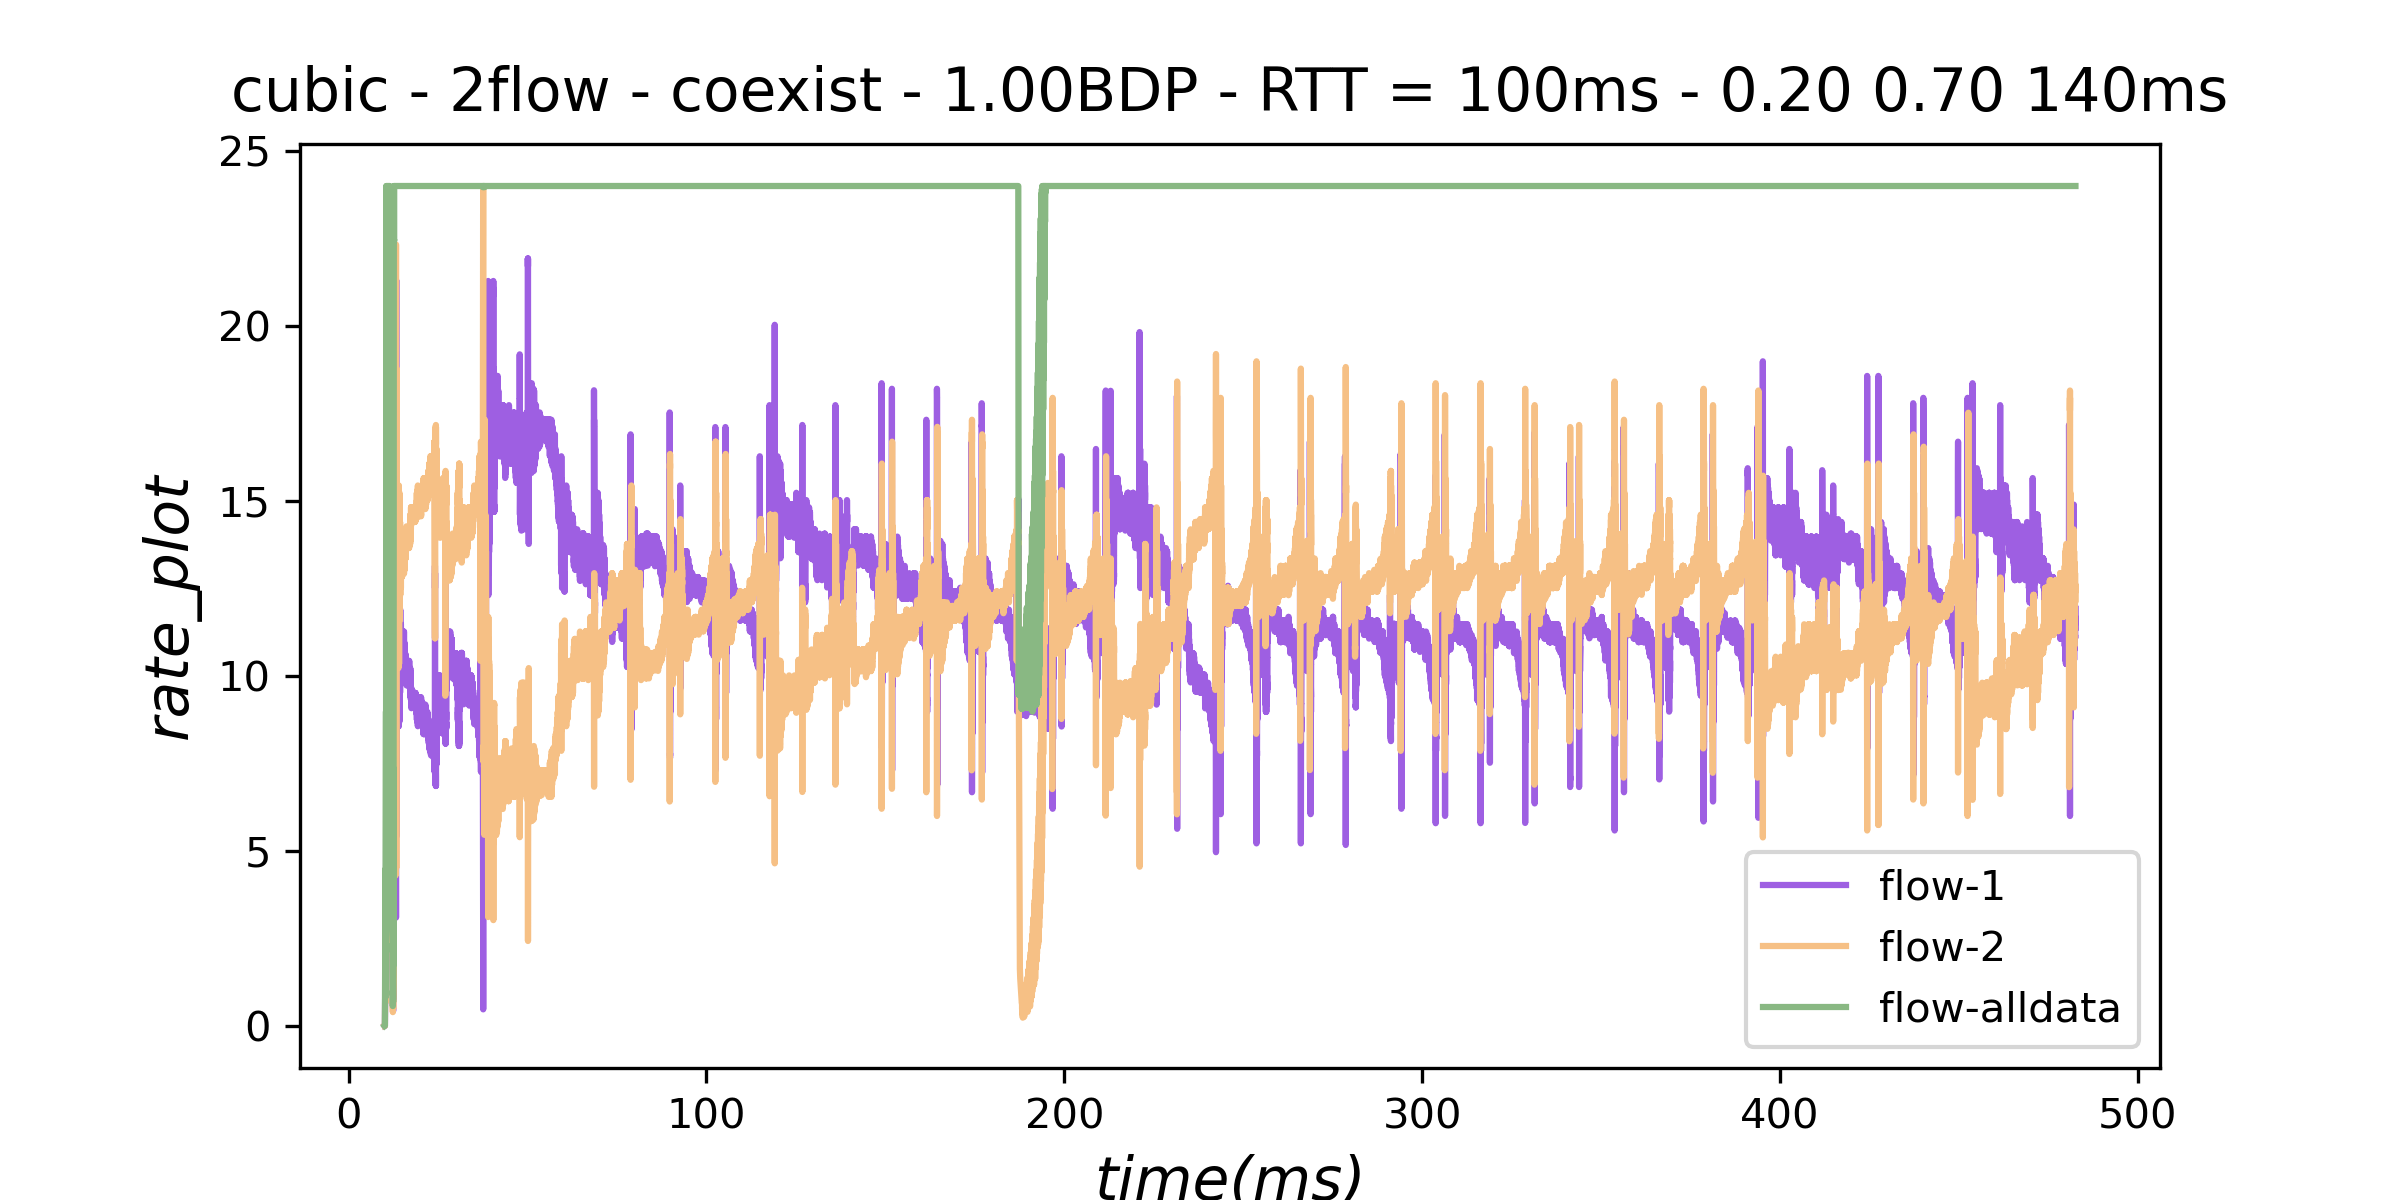 cubic - 2flow - coexist - 1.00BDP - RTT = 100ms - 0.20 0.70 140ms
25
20
15
10
5
0
rate_plot
flow-1
flow-2
flow-alldata
0 100 200 300 400 500
time(ms)